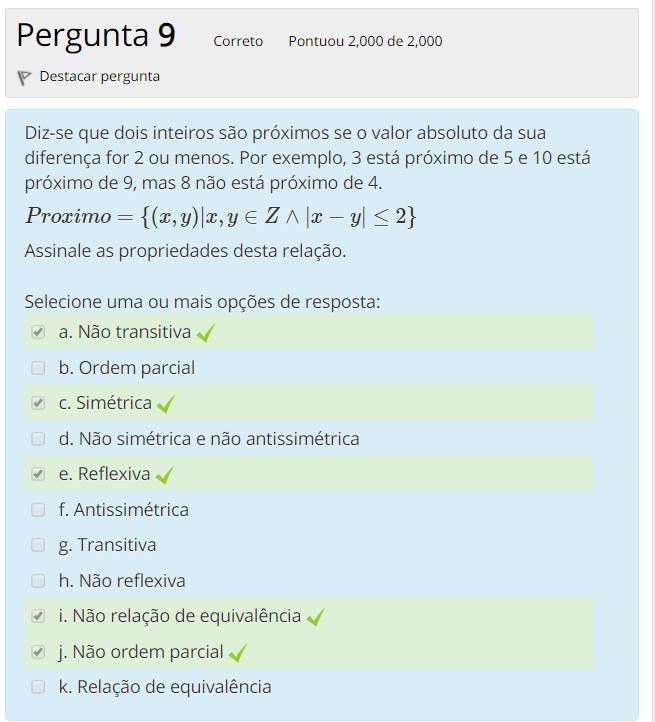 Pergunta 9 Correto Pontuou 2,000 de 2,000
Destacar pergunta
Diz-se que dois inteiros são próximos se o valor absoluto da sua
diferença for 2 ou menos. Por exemplo, 3 está próximo de 5 e 10 está
próximo de 9, mas 8 não está próximo de 4.
Proximo = {(x, y)|x, y ∈ Z ∧ |x − y| ≤ 2}
Assinale as propriedades desta relação.
Selecione uma ou mais opções de resposta:
a. Não transitiva
b. Ordem parcial
c. Simétrica
d. Não simétrica e não antissimétrica
e. Reflexiva
f. Antissimétrica
g. Transitiva
h. Não reflexiva
i. Não relação de equivalência
j. Não ordem parcial
k. Relação de equivalência